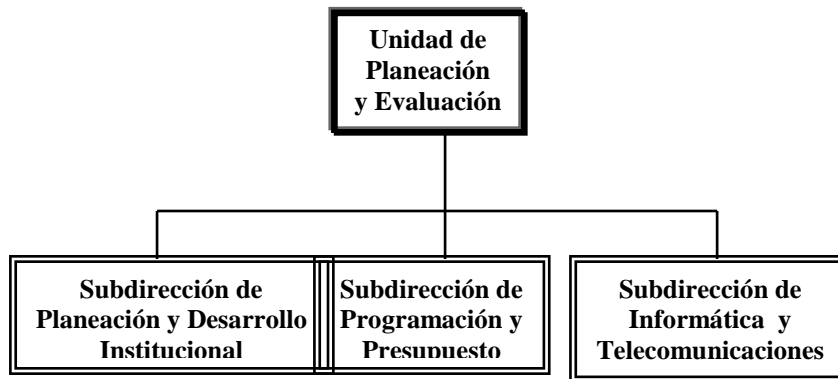 Unidad de
Planeación
y Evaluación
Subdirección de
Planeación y Desarrollo
Institucional
Subdirección de
Programación y
Presupuesto
Subdirección de
Informática y
Telecomunicaciones